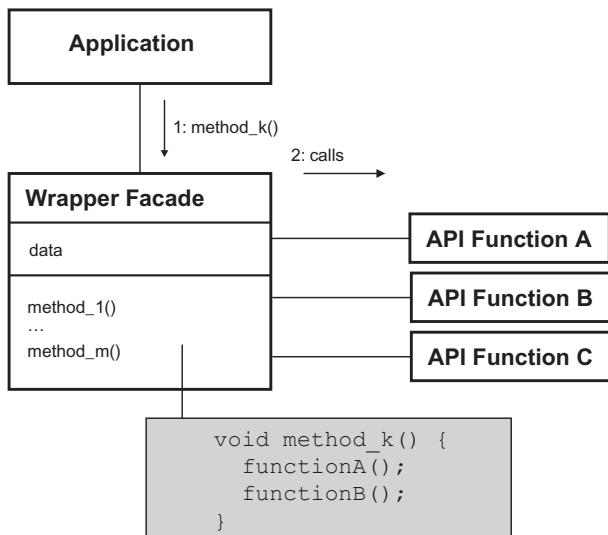 Application
1: method_k()
2: calls
Wrapper Facade
data
method_1()
...
method_m()
API Function A
API Function B
API Function C
void method_k() {
functionA();
functionB();
}